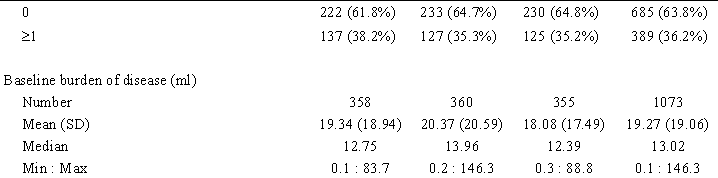 0 222 (61.8%) 233 (64.7%) 230 (64.8%) 685 (63.8%)
≥1 137 (38.2%) 127 (35.3%) 125 (35.2%) 389 (36.2%)
Baseline burden of disease (ml)
Number 358 360 355 1073
Mean (SD) 19.34 (18.94) 20.37 (20.59) 18.08 (17.49) 19.27 (19.06)
Median 12.75 13.96 12.39 13.02
Min : Max 0.1 : 83.7 0.2 : 146.3 0.3 : 88.8 0.1 : 146.3